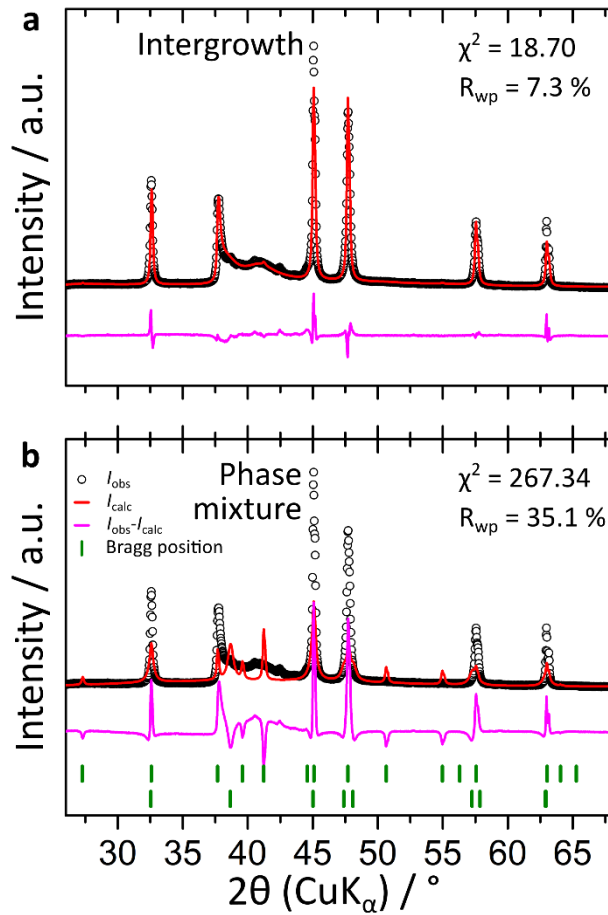 a
Intergrowth
χ² = 18.70
R_wp = 7.3 %
Intensity / a.u.
b
I_obs
I_calc
I_obs-I_calc
Bragg position
Phase
mixture
χ² = 267.34
R_wp = 35.1 %
Intensity / a.u.
30 35 40 45 50 55 60 65
2θ (CuK_α) / °